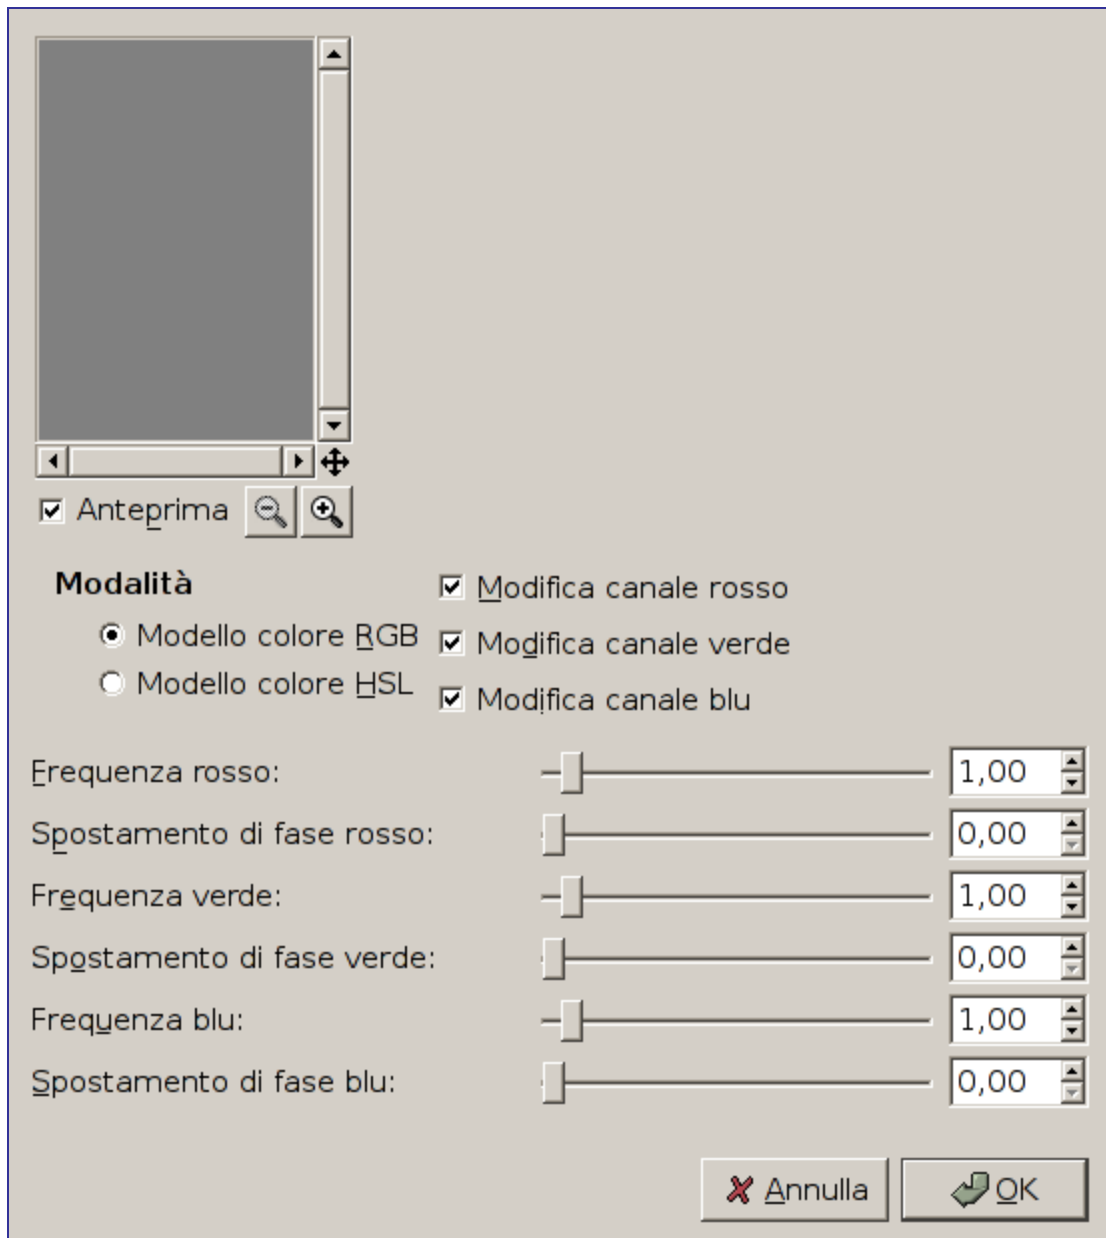 Anteprima
Modalità
Modello colore RGB
Modello colore HSL
Modifica canale rosso
Modifica canale verde
Modifica canale blu
Frequenza rosso: 1,00
Spostamento di fase rosso: 0,00
Frequenza verde: 1,00
Spostamento di fase verde: 0,00
Frequenza blu: 1,00
Spostamento di fase blu: 0,00
Annulla OK